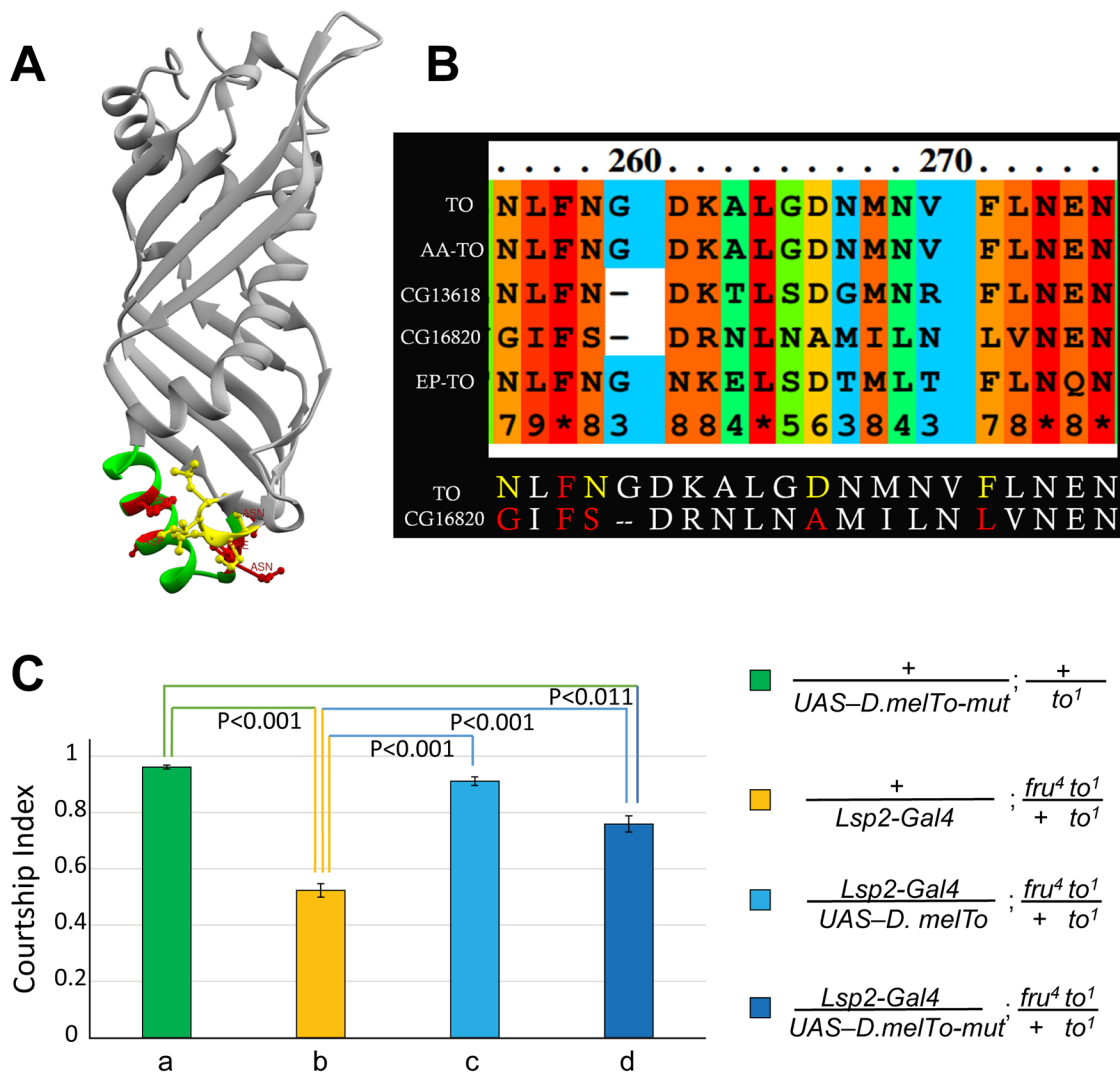 A
B
. . . . 260 . . . . . . . . . 270 . . . . .
TO N L F N G D K A L G D N M N V F L N E N
AA-TO N L F N G D K A L G D N M N V F L N E N
CG13618 N L F N – D K T L S D G M N R F L N E N
CG16820 G I F S – D R N L N A M I L N L V N E N
EP-TO N L F N G N K E L S D T M L T F L N Q N
7 9 * 8 3 8 8 4 * 5 6 3 8 4 3 7 8 * 8 *
TO N L F N G D K A L G D N M N V F L N E N
CG16820 G I F S -- D R N L N A M I L N L V N E N
ASN
ASN
C
P<0.011
P<0.001
P<0.001
P<0.001
Courtship Index
1
0.8
0.6
0.4
0.2
0
a b c d
+ ; +
UAS–D.melTo-mut to¹
+ ; fru⁴ to¹
Lsp2-Gal4 + to¹
Lsp2-Gal4 ; fru⁴ to¹
UAS–D. melTo + to¹
Lsp2-Gal4 ; fru⁴ to¹
UAS–D.melTo-mut + to¹